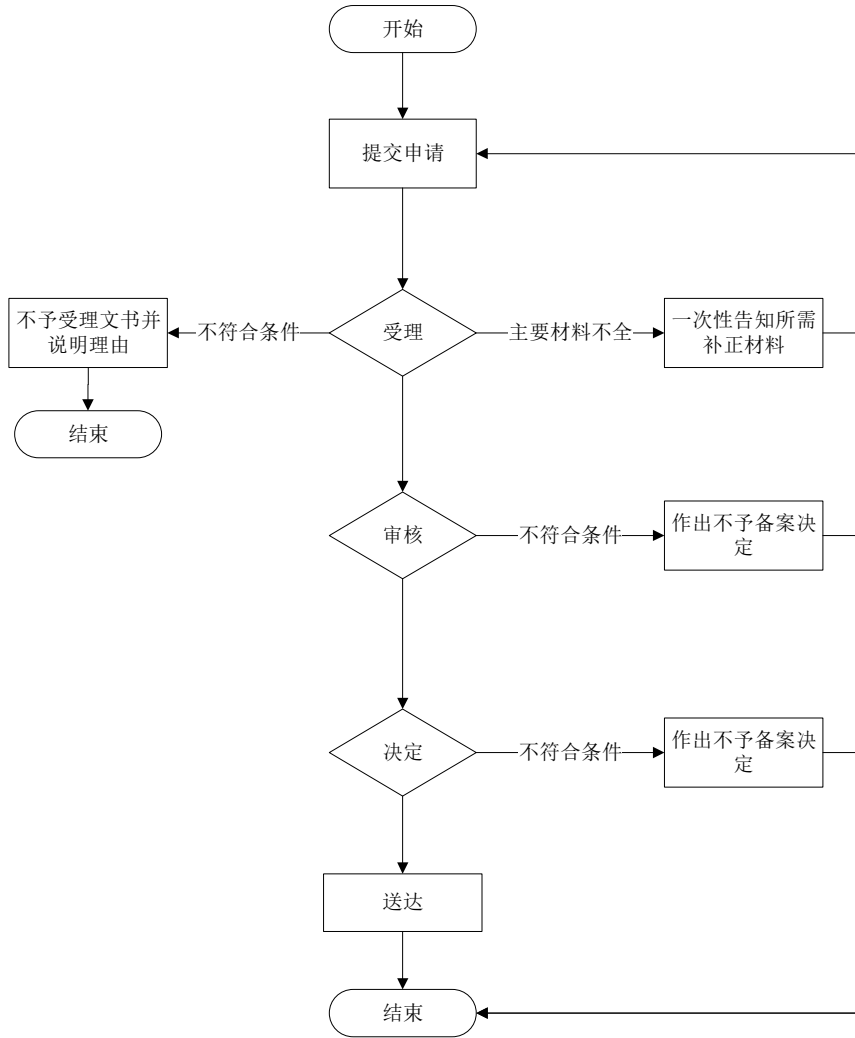 开始
提交申请
不予受理文书并
说明理由
不符合条件
受理
主要材料不全
一次性告知所需
补正材料
结束
审核
不符合条件
作出不予备案决
定
决定
不符合条件
作出不予备案决
定
送达
结束